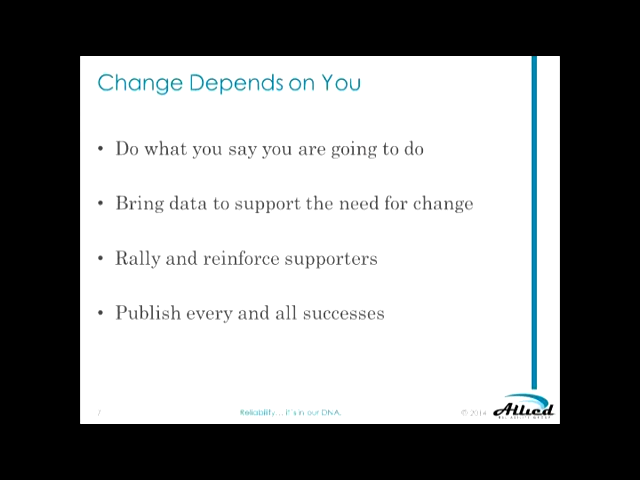 Change Depends on You
• Do what you say you are going to do
• Bring data to support the need for change
• Rally and reinforce supporters
• Publish every and all successes
Reliability... it's in our DNA.
© 2014
Allied